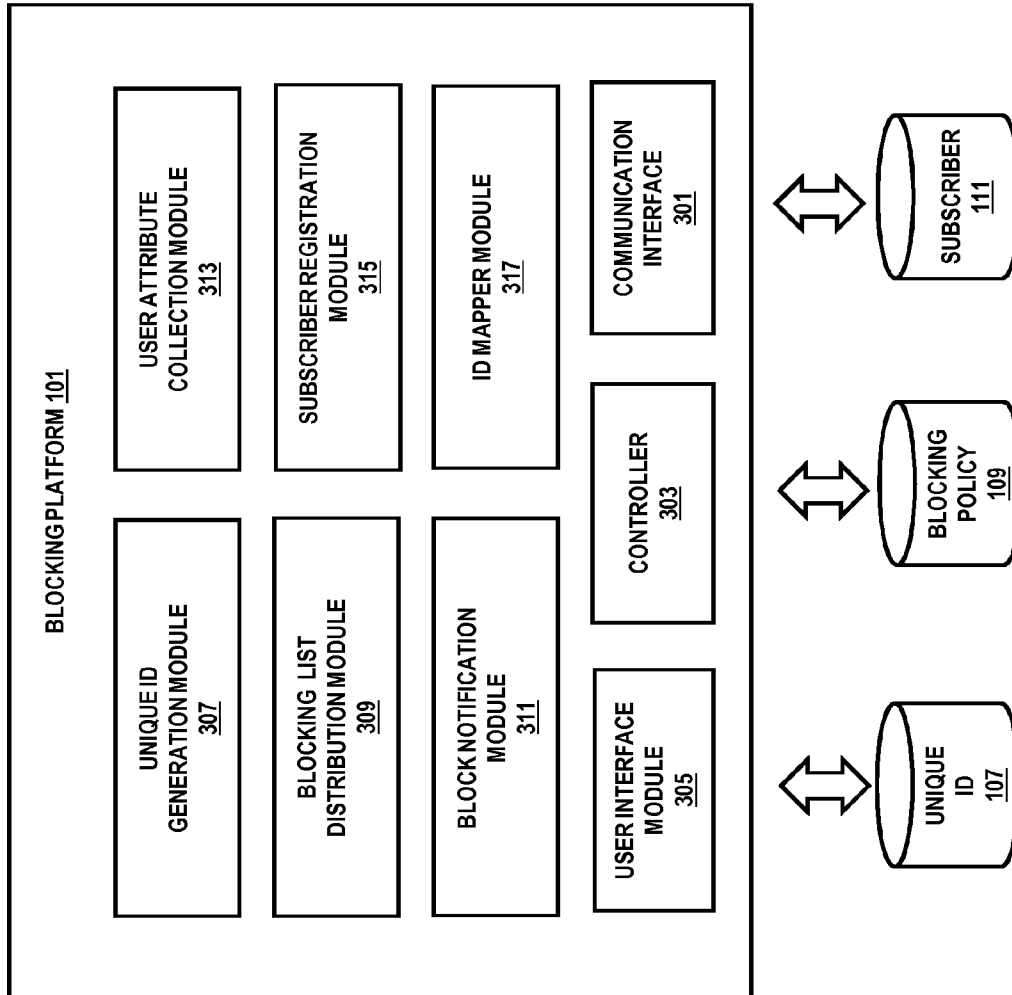 BLOCKING PLATFORM 101
UNIQUE ID
GENERATION MODULE
307
USER ATTRIBUTE
COLLECTION MODULE
313
BLOCKING LIST
DISTRIBUTION MODULE
309
SUBSCRIBER REGISTRATION
MODULE
315
BLOCK NOTIFICATION
MODULE
311
ID MAPPER MODULE
317
USER INTERFACE
MODULE
305
CONTROLLER
303
COMMUNICATION
INTERFACE
301
UNIQUE
ID
107
BLOCKING
POLICY
109
SUBSCRIBER
111